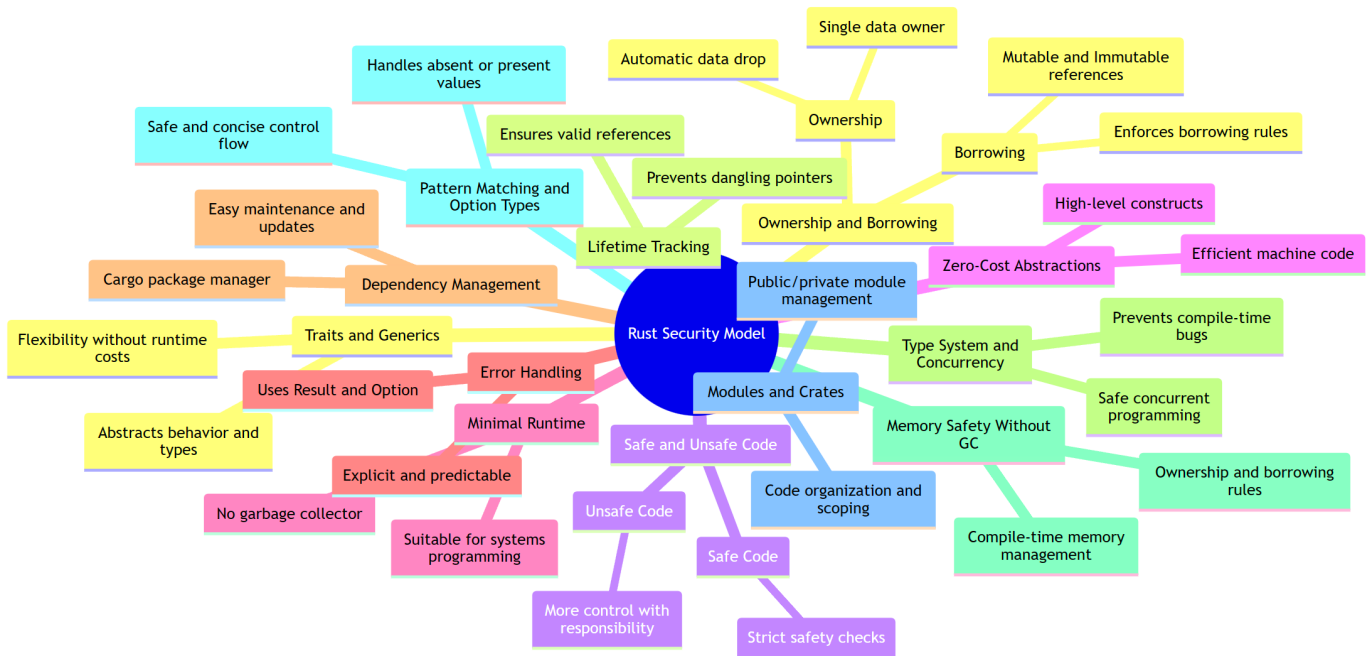 Single data owner
Automatic data drop
Mutable and Immutable
references
Handles absent or present
values
Ownership
Safe and concise control
flow
Ensures valid references
Enforces borrowing rules
Borrowing
Prevents dangling pointers
Pattern Matching and
Option Types
High-level constructs
Easy maintenance and
updates
Ownership and Borrowing
Lifetime Tracking
Efficient machine code
Zero-Cost Abstractions
Cargo package manager
Dependency Management
Public/private module
management
Prevents compile-time
bugs
Flexibility without runtime
costs
Traits and Generics
Rust Security Model
Type System and
Concurrency
Error Handling
Uses Result and Option
Modules and Crates
Safe concurrent
programming
Minimal Runtime
Memory Safety Without
GC
Abstracts behavior and
types
Safe and Unsafe Code
Explicit and predictable
Ownership and borrowing
rules
Code organization and
scoping
No garbage collector
Unsafe Code
Suitable for systems
programming
Compile-time memory
management
Safe Code
More control with
responsibility
Strict safety checks